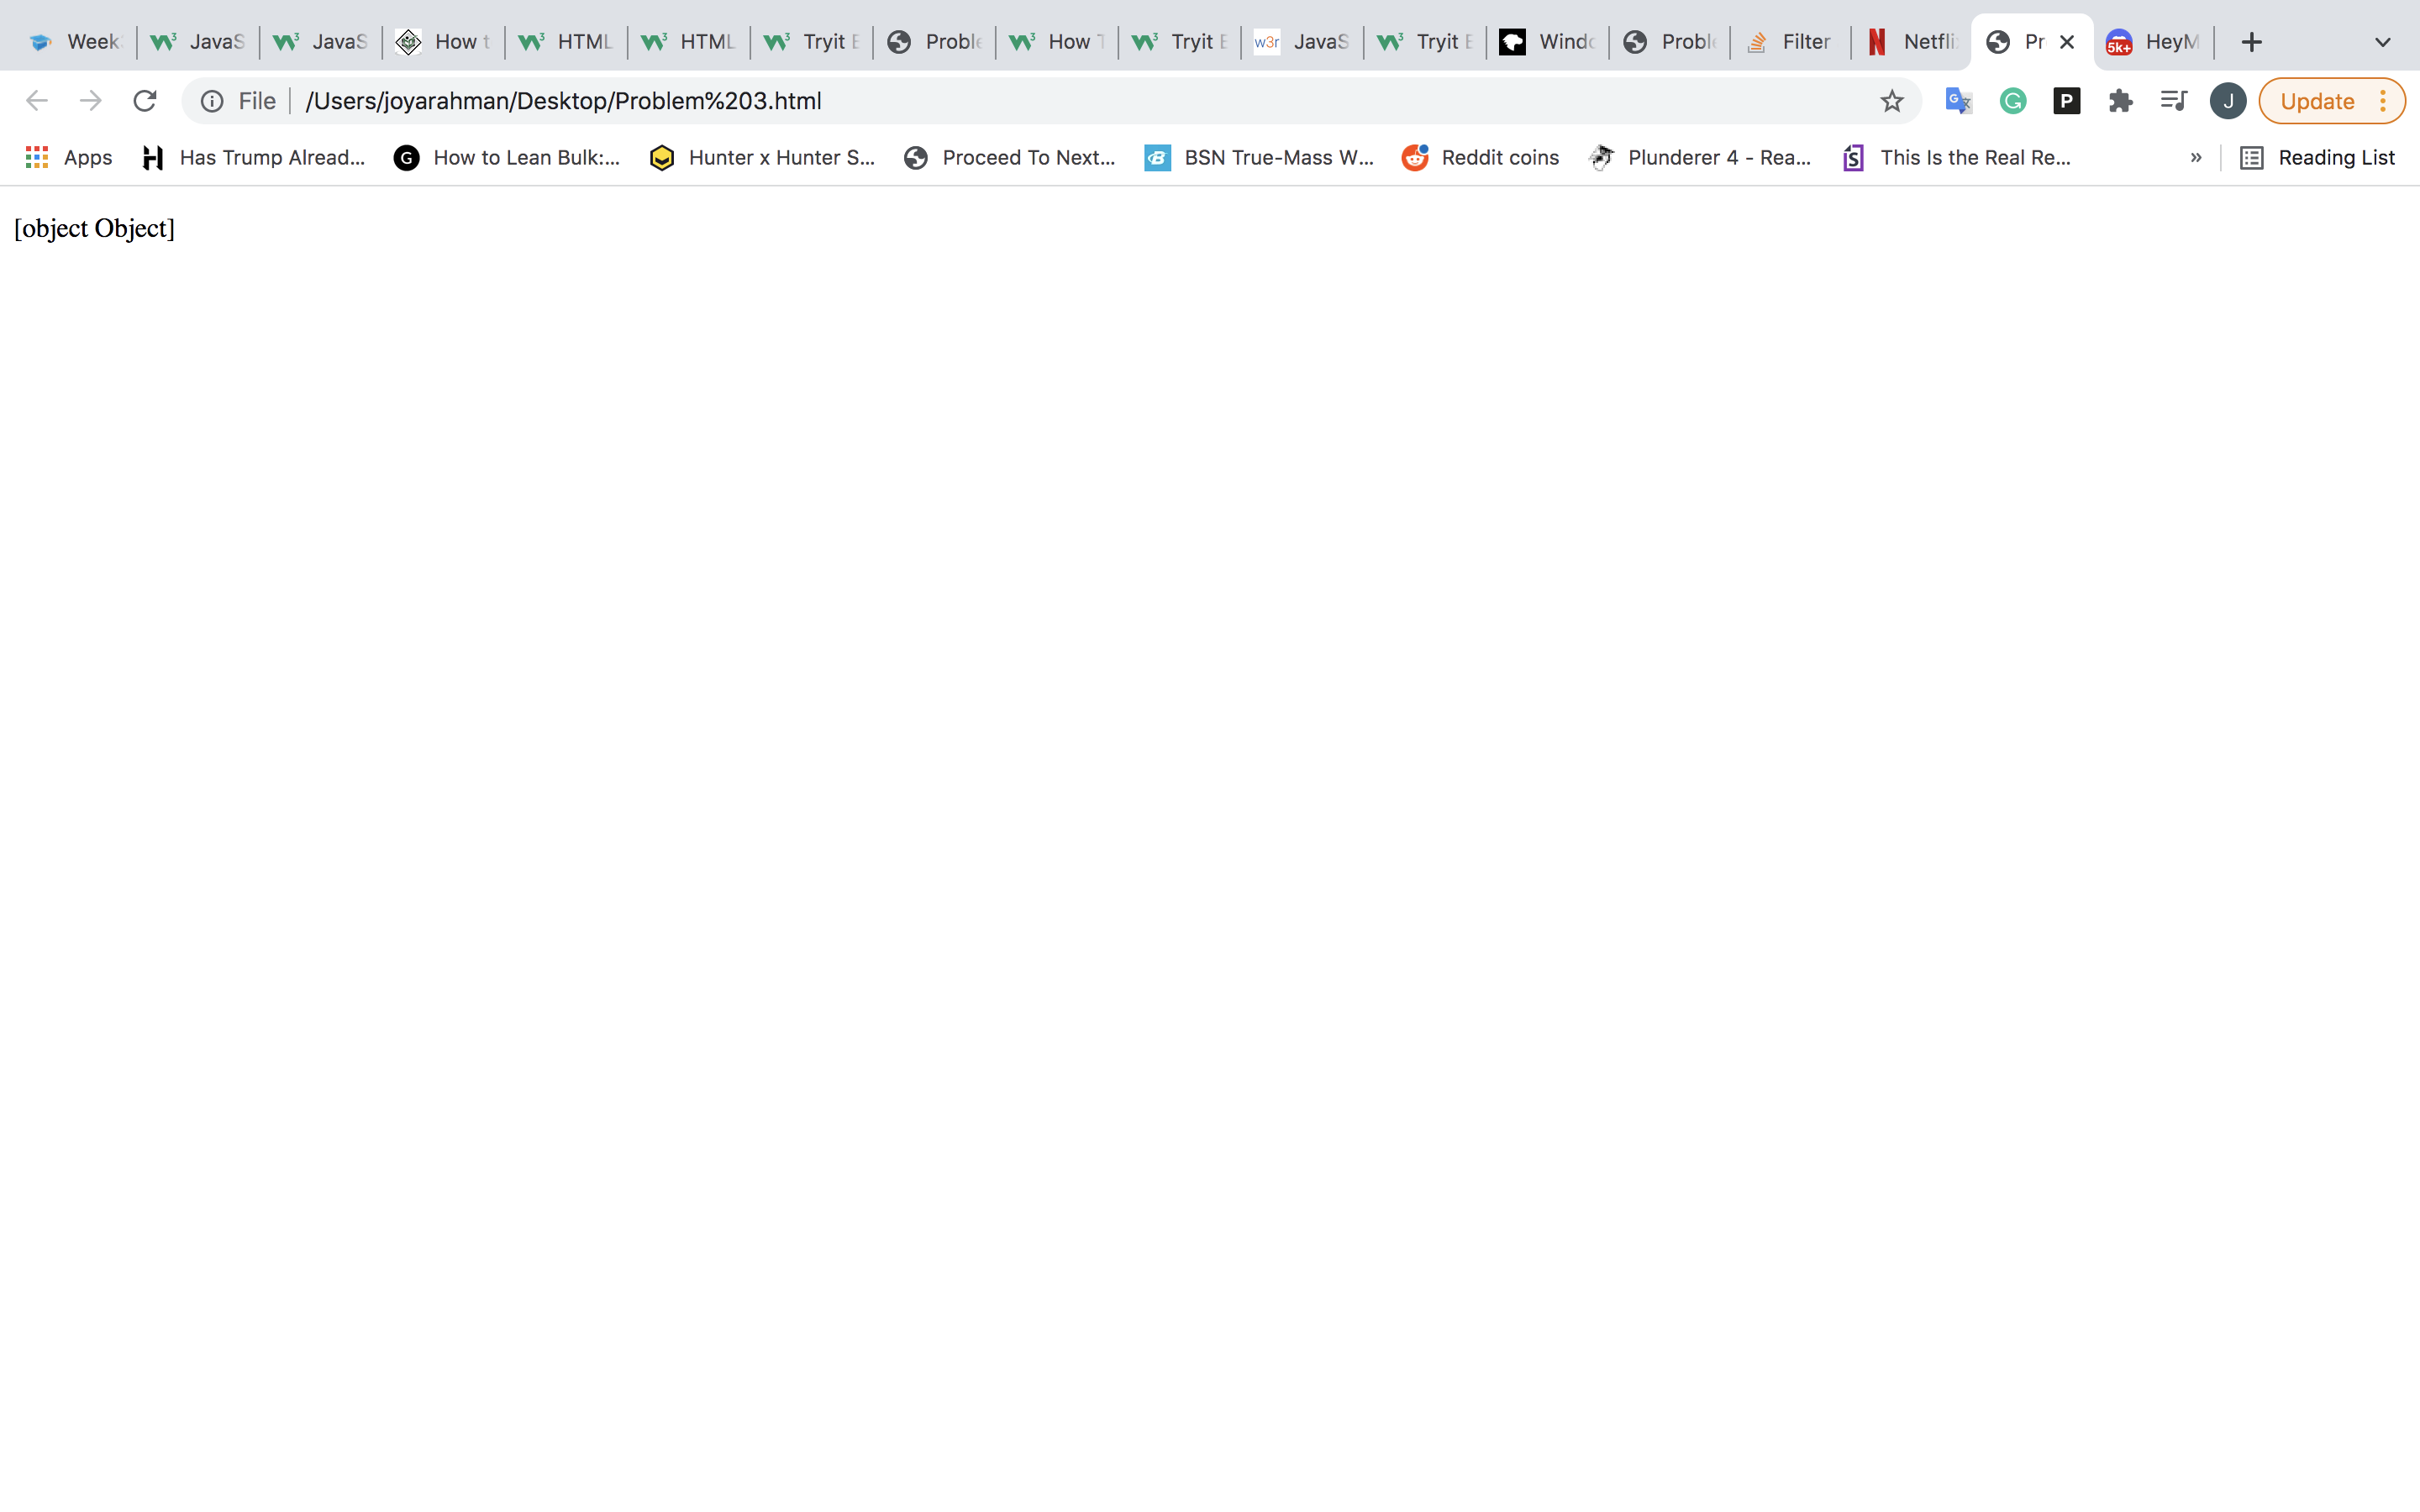 Week JavaS JavaS How t HTML HTML Tryit E Proble How T Tryit E w3r JavaS Tryit E Windo Proble Filter Netfli Pr 5k+ HeyM
File /Users/joyarahman/Desktop/Problem%203.html P J Update
Apps Has Trump Alread... G How to Lean Bulk:... Hunter x Hunter S... Proceed To Next... BSN True-Mass W... Reddit coins Plunderer 4 - Rea... This Is the Real Re... » Reading List
[object Object]